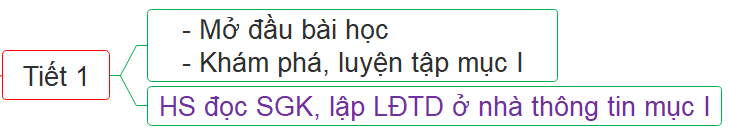 Tiết 1
- Mở đầu bài học
- Khám phá, luyện tập mục I
HS đọc SGK, lập LĐTD ở nhà thông tin mục I